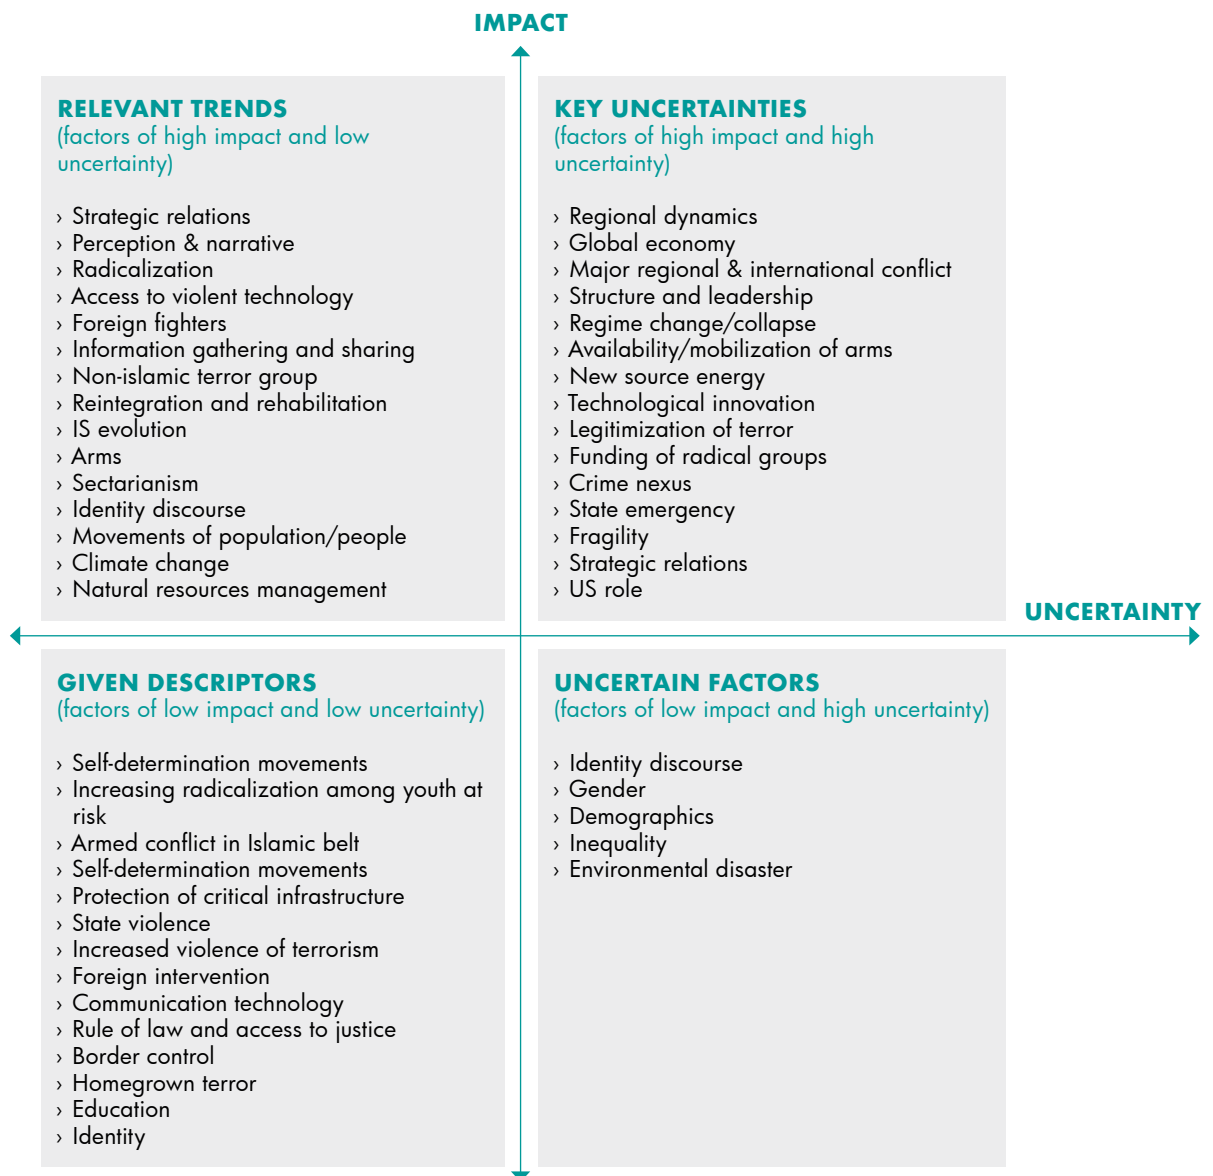 IMPACT
RELEVANT TRENDS
(factors of high impact and low
uncertainty)
› Strategic relations
› Perception & narrative
› Radicalization
› Access to violent technology
› Foreign fighters
› Information gathering and sharing
› Non-islamic terror group
› Reintegration and rehabilitation
› IS evolution
› Arms
› Sectarianism
› Identity discourse
› Movements of population/people
› Climate change
› Natural resources management
KEY UNCERTAINTIES
(factors of high impact and high
uncertainty)
› Regional dynamics
› Global economy
› Major regional & international conflict
› Structure and leadership
› Regime change/collapse
› Availability/mobilization of arms
› New source energy
› Technological innovation
› Legitimization of terror
› Funding of radical groups
› Crime nexus
› State emergency
› Fragility
› Strategic relations
› US role
UNCERTAINTY
GIVEN DESCRIPTORS
(factors of low impact and low uncertainty)
› Self-determination movements
› Increasing radicalization among youth at
risk
› Armed conflict in Islamic belt
› Self-determination movements
› Protection of critical infrastructure
› State violence
› Increased violence of terrorism
› Foreign intervention
› Communication technology
› Rule of law and access to justice
› Border control
› Homegrown terror
› Education
› Identity
UNCERTAIN FACTORS
(factors of low impact and high uncertainty)
› Identity discourse
› Gender
› Demographics
› Inequality
› Environmental disaster